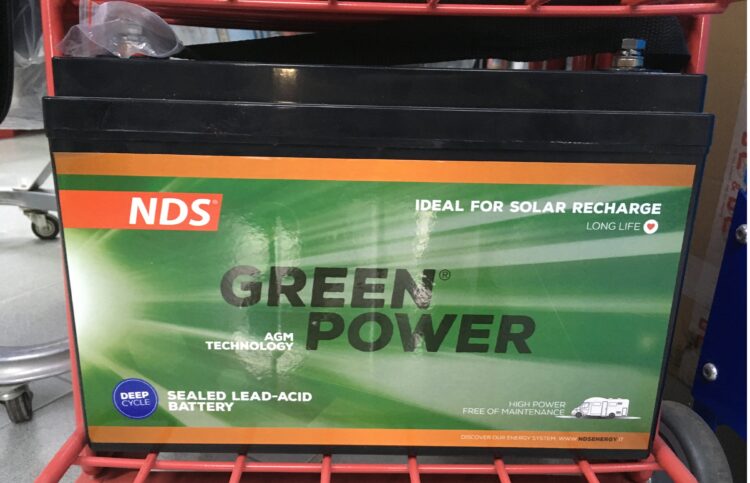 NDS®
IDEAL FOR SOLAR RECHARGE
LONG LIFE
GREEN®
POWER
AGM
TECHNOLOGY
DEEP
CYCLE
SEALED LEAD-ACID
BATTERY
HIGH POWER
FREE OF MAINTENANCE
DISCOVER OUR ENERGY SYSTEM: WWW.NDSENERGY.IT